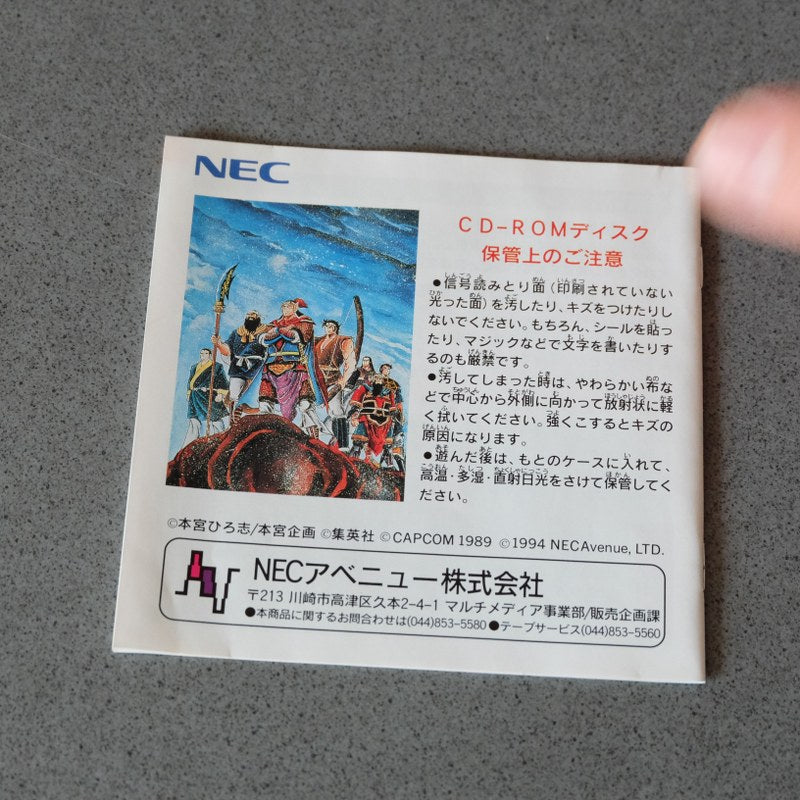 NEC
CD-ROMディスク
保管上のご注意
●信号読みとり面(印刷されていない
光った面)を汚したり、キズをつけたりし
ないでください。もちろん、シールを貼っ
たり、マジックなどで文字を書いたりす
るのも厳禁です。
●汚してしまった時は、やわらかい布な
どで中心から外側に向かって放射状に軽
く拭いてください。強くこするとキズの
原因になります。
●遊んだ後は、もとのケースに入れて、
高温・多湿・直射日光をさけて保管してく
ださい。
©本宮ひろ志/本宮企画 ©集英社 ©CAPCOM 1989 ©1994 NECAvenue, LTD.
NECアベニュー株式会社
〒213 川崎市高津区久本2-4-1 マルチメディア事業部/販売企画課
●本商品に関するお問合わせは(044)853-5580 ●テープサービス(044)853-5560